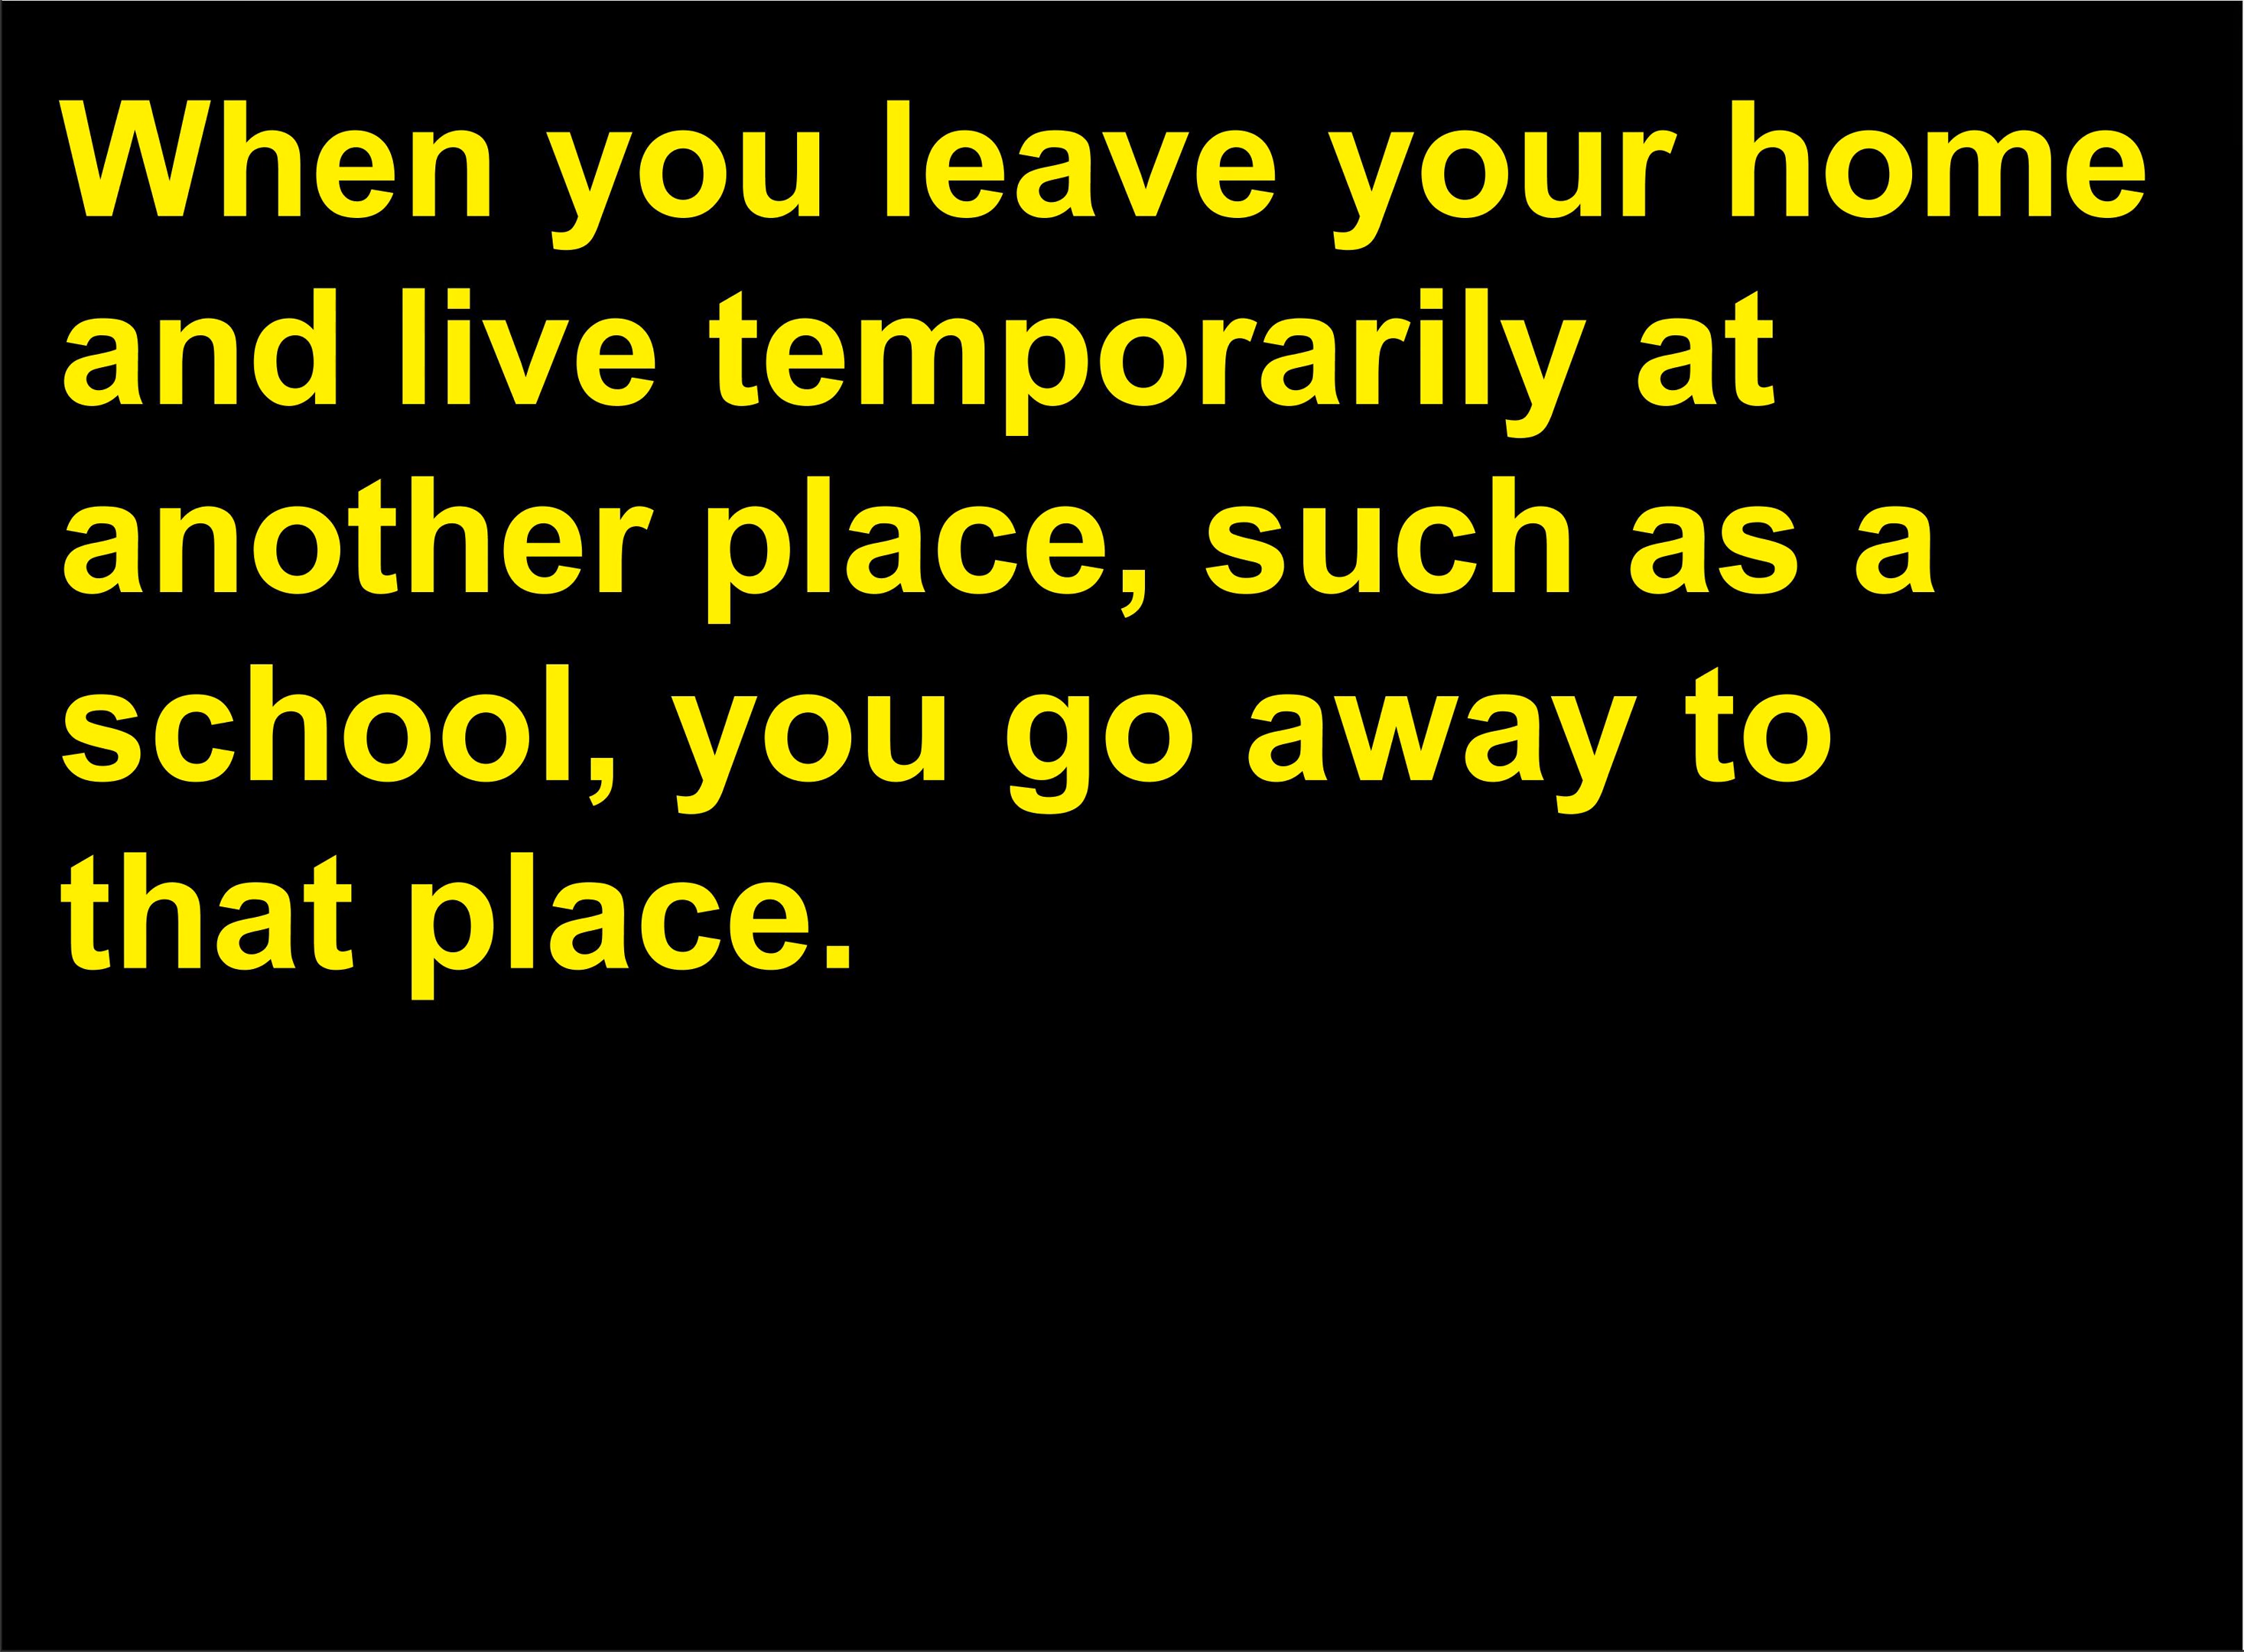 When you leave your home
and live temporarily at
another place, such as a
school, you go away to
that place.